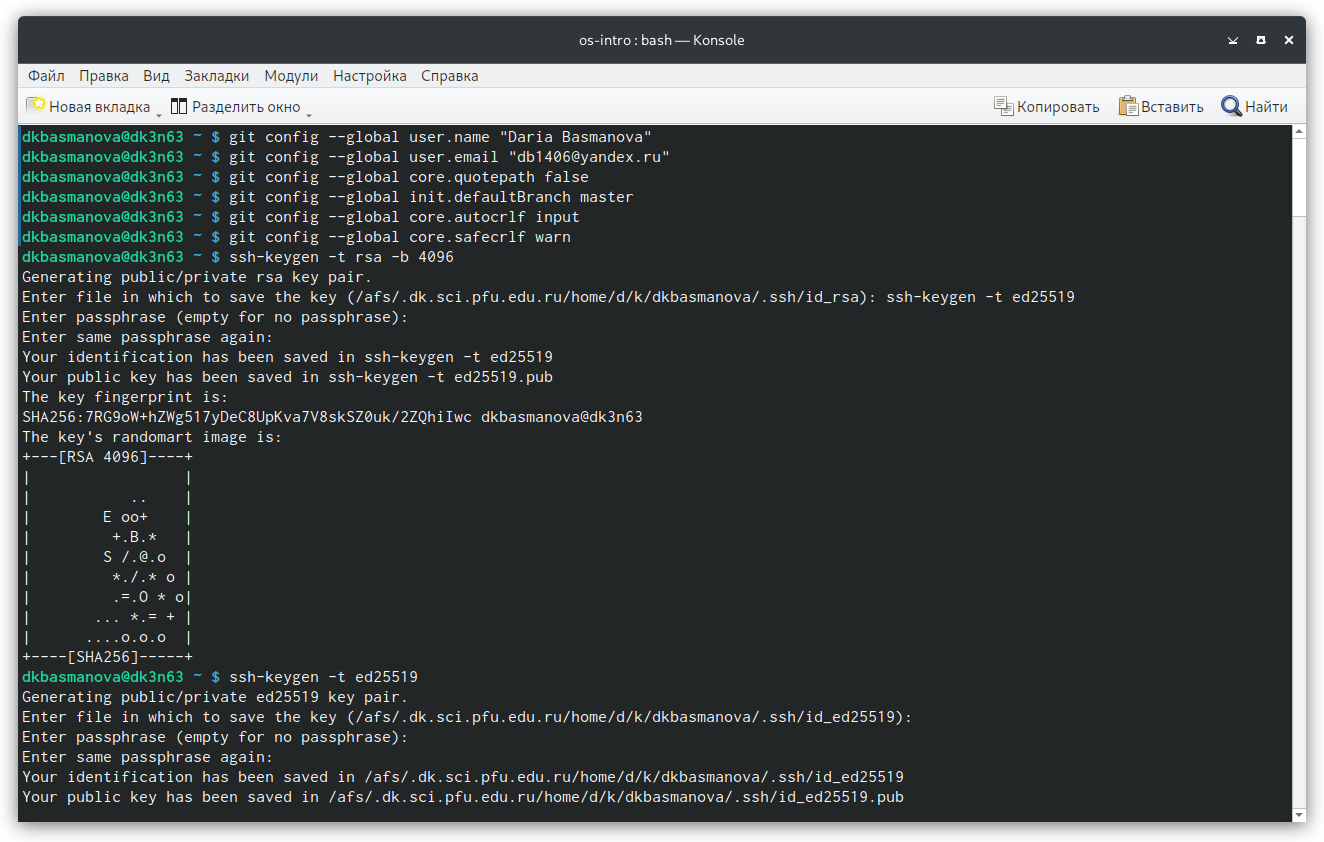 os-intro : bash — Konsole
Файл Правка Вид Закладки Модули Настройка Справка
Новая вкладка Разделить окно Копировать Вставить Найти
dkbasmanova@dk3n63 ~ $ git config --global user.name "Daria Basmanova"
dkbasmanova@dk3n63 ~ $ git config --global user.email "db1406@yandex.ru"
dkbasmanova@dk3n63 ~ $ git config --global core.quotepath false
dkbasmanova@dk3n63 ~ $ git config --global init.defaultBranch master
dkbasmanova@dk3n63 ~ $ git config --global core.autocrlf input
dkbasmanova@dk3n63 ~ $ git config --global core.safecrlf warn
dkbasmanova@dk3n63 ~ $ ssh-keygen -t rsa -b 4096
Generating public/private rsa key pair.
Enter file in which to save the key (/afs/.dk.sci.pfu.edu.ru/home/d/k/dkbasmanova/.ssh/id_rsa): ssh-keygen -t ed25519
Enter passphrase (empty for no passphrase):
Enter same passphrase again:
Your identification has been saved in ssh-keygen -t ed25519
Your public key has been saved in ssh-keygen -t ed25519.pub
The key fingerprint is:
SHA256:7RG9oW+hZWg517yDeC8UpKva7V8skSZ0uk/2ZQhiIwc dkbasmanova@dk3n63
The key's randomart image is:
+---[RSA 4096]----+
|                 |
|           ..    |
|        E oo+    |
|         +.B.*   |
|        S /.@.o  |
|         *./.* o |
|         .=.O * o|
|       ... *.= + |
|      ....o.o.o  |
+----[SHA256]-----+
dkbasmanova@dk3n63 ~ $ ssh-keygen -t ed25519
Generating public/private ed25519 key pair.
Enter file in which to save the key (/afs/.dk.sci.pfu.edu.ru/home/d/k/dkbasmanova/.ssh/id_ed25519):
Enter passphrase (empty for no passphrase):
Enter same passphrase again:
Your identification has been saved in /afs/.dk.sci.pfu.edu.ru/home/d/k/dkbasmanova/.ssh/id_ed25519
Your public key has been saved in /afs/.dk.sci.pfu.edu.ru/home/d/k/dkbasmanova/.ssh/id_ed25519.pub